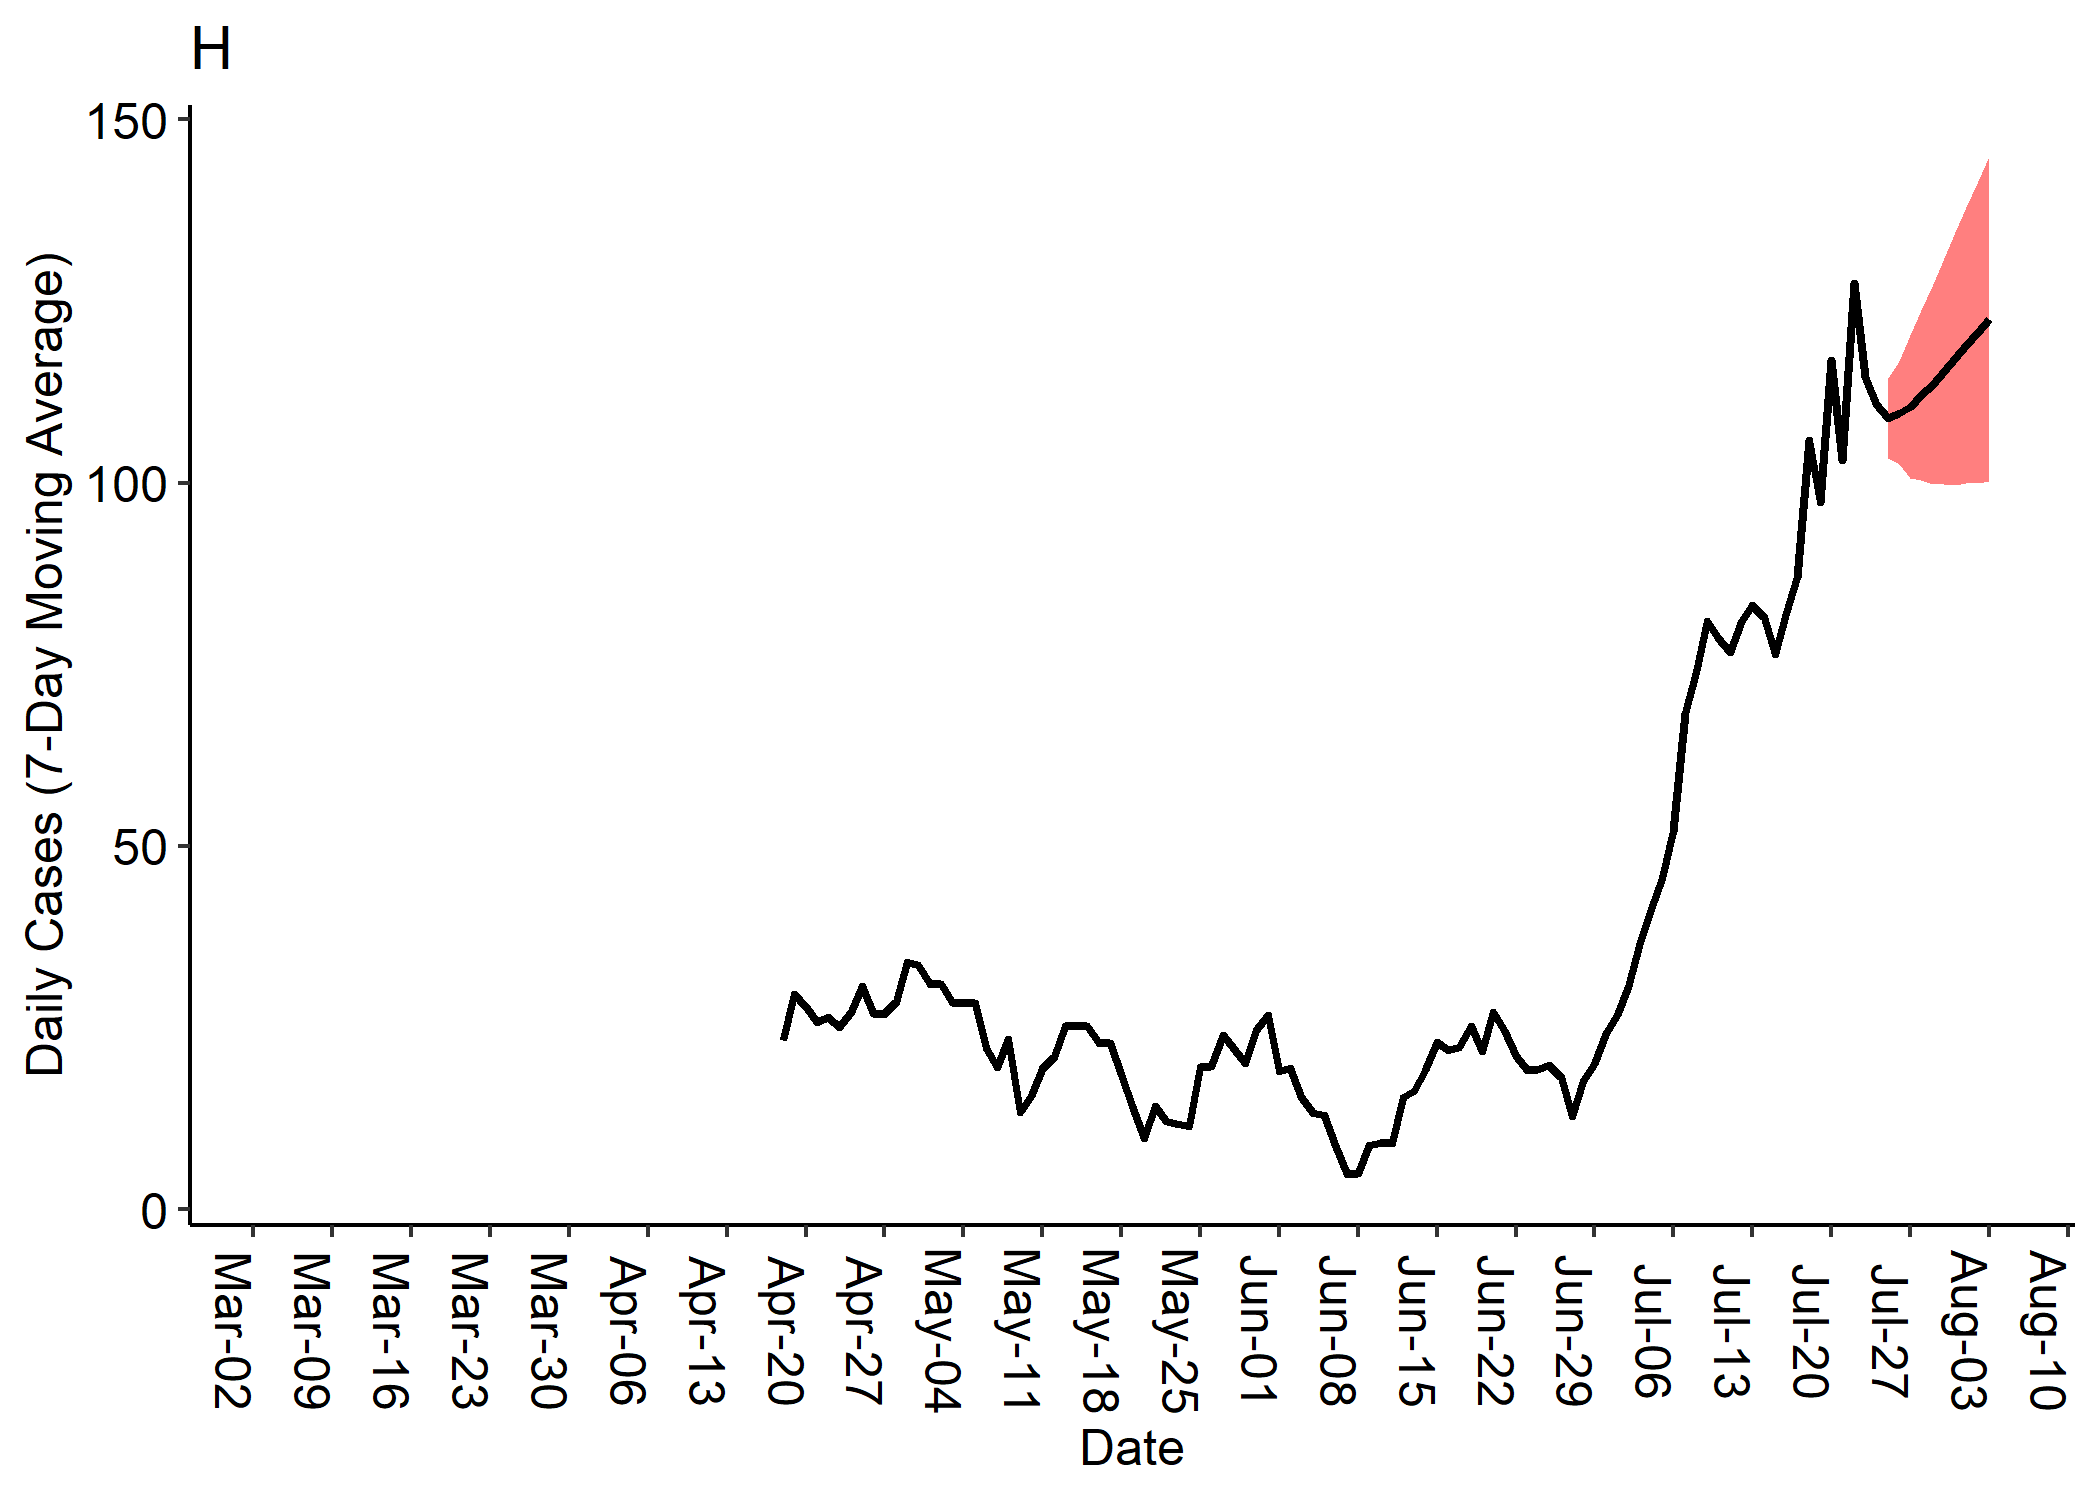 H
150
100
50
0
Daily Cases (7-Day Moving Average)
Mar-02
Mar-09
Mar-16
Mar-23
Mar-30
Apr-06
Apr-13
Apr-20
Apr-27
May-04
May-11
May-18
May-25
Jun-01
Jun-08
Jun-15
Jun-22
Jun-29
Jul-06
Jul-13
Jul-20
Jul-27
Aug-03
Aug-10
Date